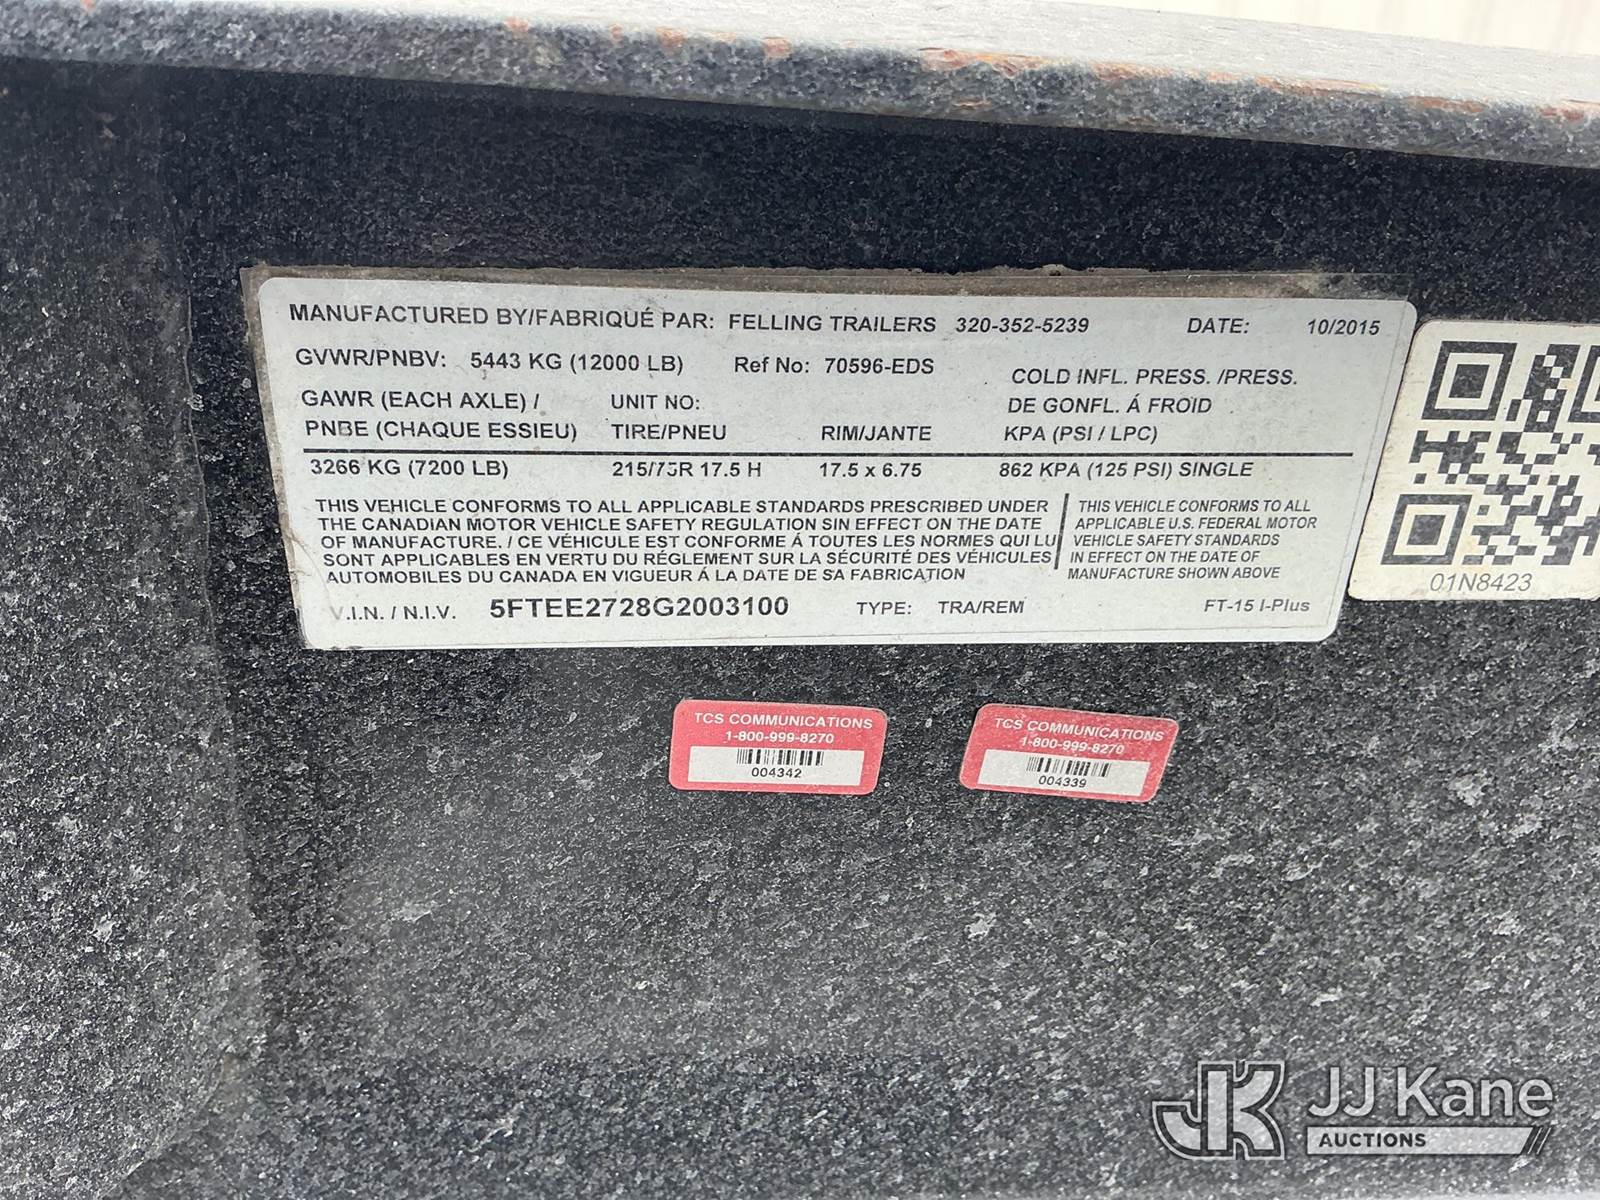 MANUFACTURED BY/FABRIQUÉ PAR: FELLING TRAILERS 320-352-5239 DATE: 10/2015
GVWR/PNBV: 5443 KG (12000 LB) Ref No: 70596-EDS
COLD INFL. PRESS. /PRESS.
GAWR (EACH AXLE) / UNIT NO: DE GONFL. Á FROID
PNBE (CHAQUE ESSIEU) TIRE/PNEU RIM/JANTE KPA (PSI / LPC)
3266 KG (7200 LB) 215/75R 17.5 H 17.5 x 6.75 862 KPA (125 PSI) SINGLE
THIS VEHICLE CONFORMS TO ALL APPLICABLE STANDARDS PRESCRIBED UNDER
THE CANADIAN MOTOR VEHICLE SAFETY REGULATION SIN EFFECT ON THE DATE
OF MANUFACTURE. / CE VÉHICULE EST CONFORME Á TOUTES LES NORMES QUI LU
SONT APPLICABLES EN VERTU DU RÉGLEMENT SUR LA SÉCURITÉ DES VÉHICULES
AUTOMOBILES DU CANADA EN VIGUEUR Á LA DATE DE SA FABRICATION
THIS VEHICLE CONFORMS TO ALL
APPLICABLE U.S. FEDERAL MOTOR
VEHICLE SAFETY STANDARDS
IN EFFECT ON THE DATE OF
MANUFACTURE SHOWN ABOVE
V.I.N. / N.I.V. 5FTEE2728G2003100 TYPE: TRA/REM FT-15 I-Plus
01N8423
TCS COMMUNICATIONS
1-800-999-8270
004342
TCS COMMUNICATIONS
1-800-999-8270
004339
JK JJ Kane
AUCTIONS